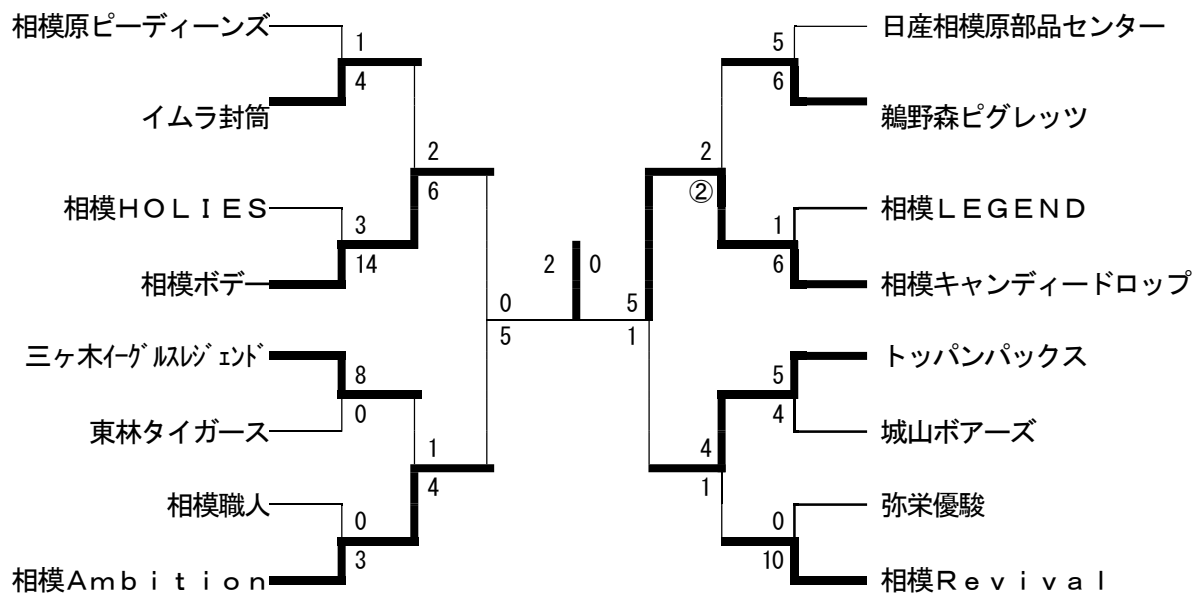 相模原ピーディーンズ
1
4
イムラ封筒
2
6
相模ＨＯＬＩＥＳ
3
14
相模ボデー
0
5
三ヶ木ｲｰｸﾞﾙｽﾚｼﾞｪﾝﾄﾞ
8
0
東林タイガース
1
4
相模職人
0
3
相模Ａｍｂｉｔｉｏｎ
2 0
日産相模原部品センター
5
6
鵜野森ピグレッツ
2
②
相模ＬＥＧＥＮＤ
1
6
相模キャンディードロップ
5
1
トッパンパックス
5
4
城山ボアーズ
4
1
弥栄優駿
0
10
相模Ｒｅｖｉｖａｌ